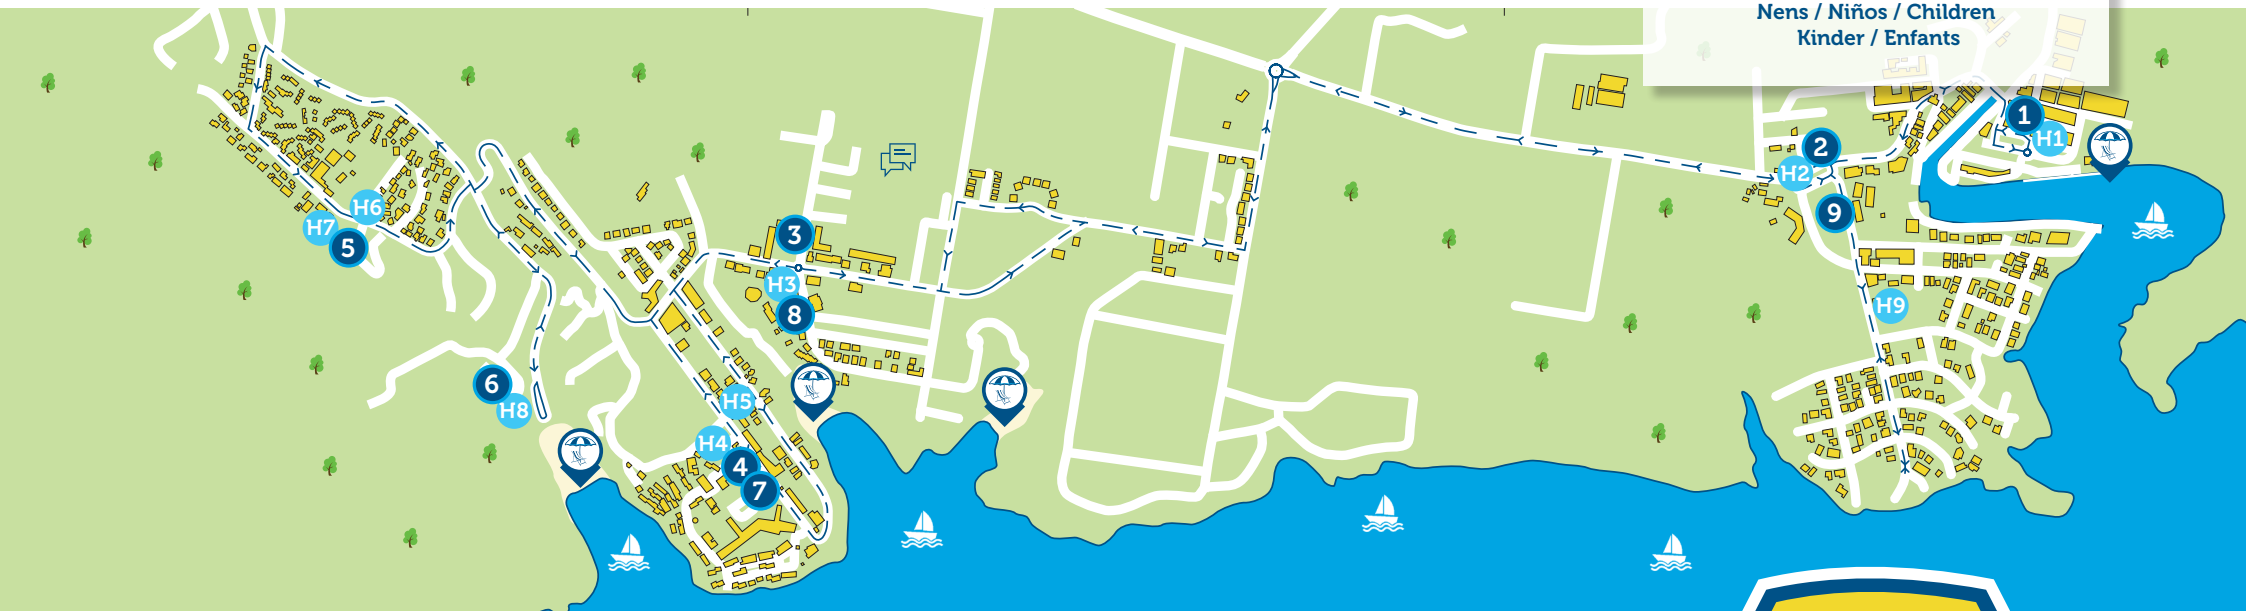 Nens / Niños / Children
Kinder / Enfants
1
H1
2
H2
9
H9
3
H3
8
H6
H7
5
6
H8
H5
H4
4
7